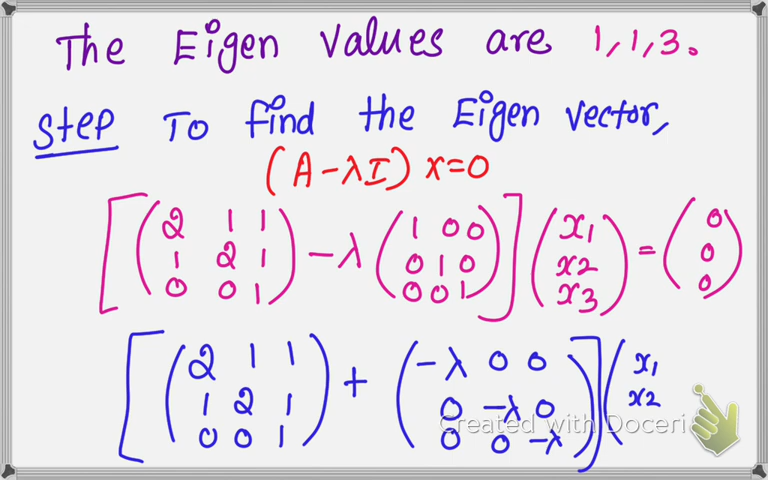 The Eigen values are 1, 1, 3.
Step To find the Eigen vector,
(A - λI) x = 0
[(2 1 1 - λ (1 0 0 ] (x1 = (0
1 2 1 0 1 0 x2 0
0 0 1) 0 0 1) x3) 0)
[(2 1 1 + (-λ 0 0 ] (x1
1 2 1 0 -λ 0 x2
0 0 1) 0 0 -λ)
Created with Doceri